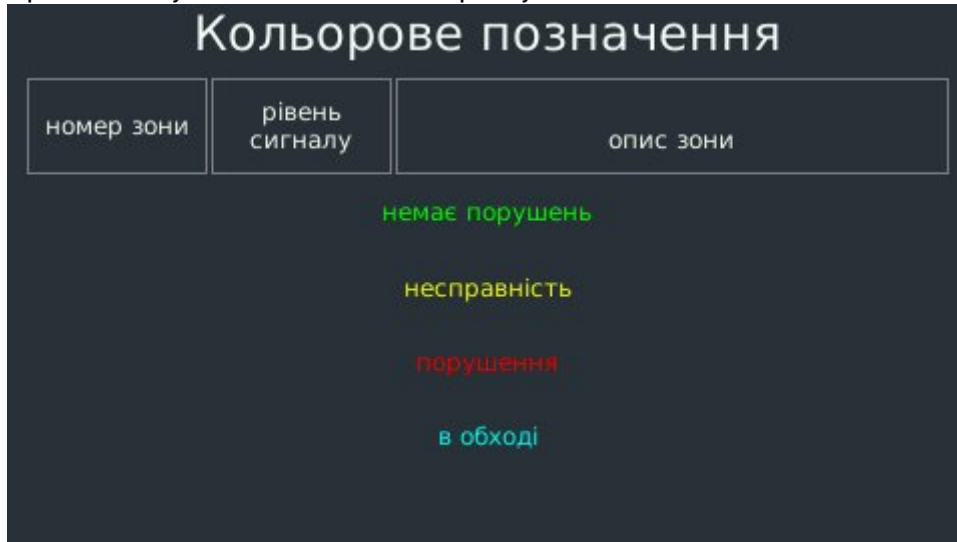 Кольорове позначення
номер зони
рівень
сигналу
опис зони
немає порушень
несправність
порушення
в обході